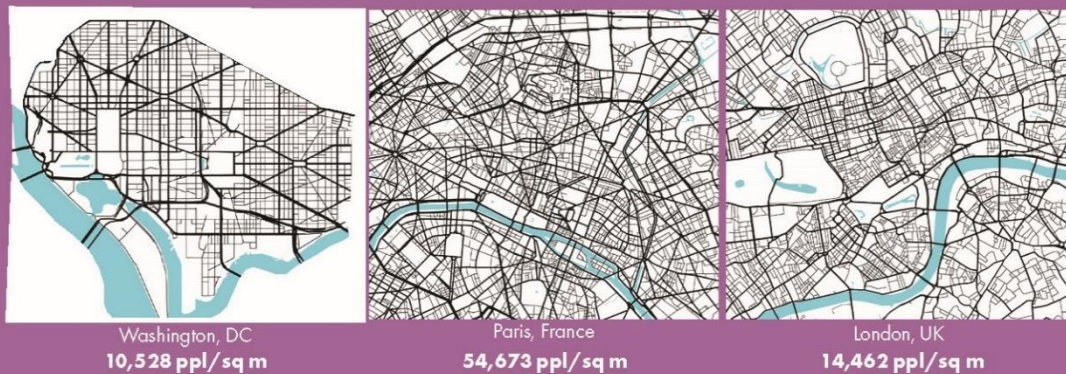 Washington, DC
10,528 ppl/sq m
Paris, France
54,673 ppl/sq m
London, UK
14,462 ppl/sq m